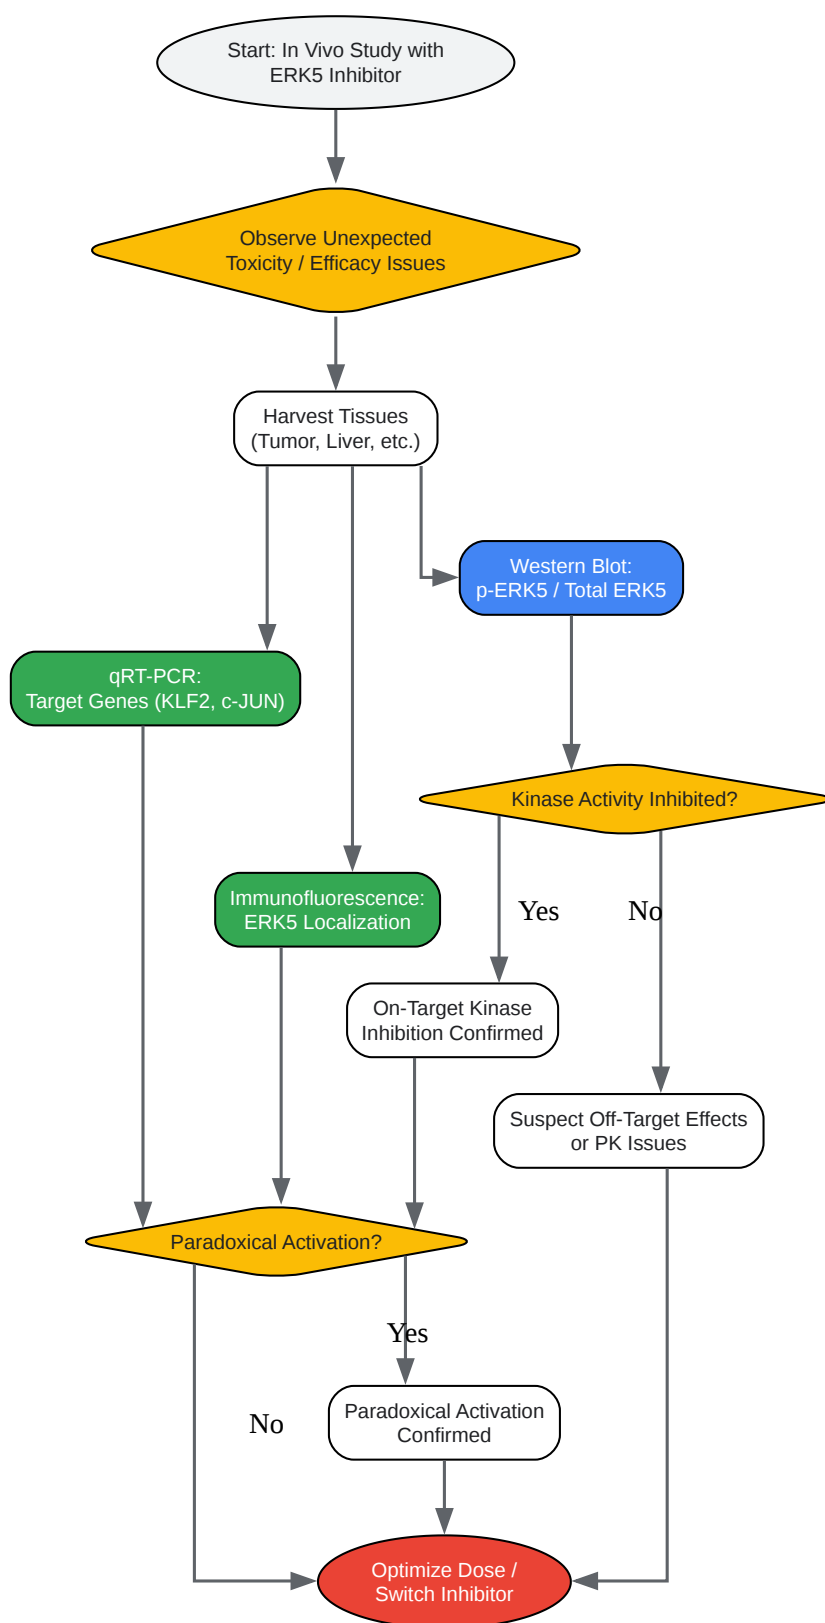 Start: In Vivo Study with
ERK5 Inhibitor
Observe Unexpected
Toxicity / Efficacy Issues
Harvest Tissues
(Tumor, Liver, etc.)
Western Blot:
p-ERK5 / Total ERK5
qRT-PCR:
Target Genes (KLF2, c-JUN)
Kinase Activity Inhibited?
Immunofluorescence:
ERK5 Localization
Yes
No
On-Target Kinase
Inhibition Confirmed
Suspect Off-Target Effects
or PK Issues
Paradoxical Activation?
Yes
No
Paradoxical Activation
Confirmed
Optimize Dose /
Switch Inhibitor